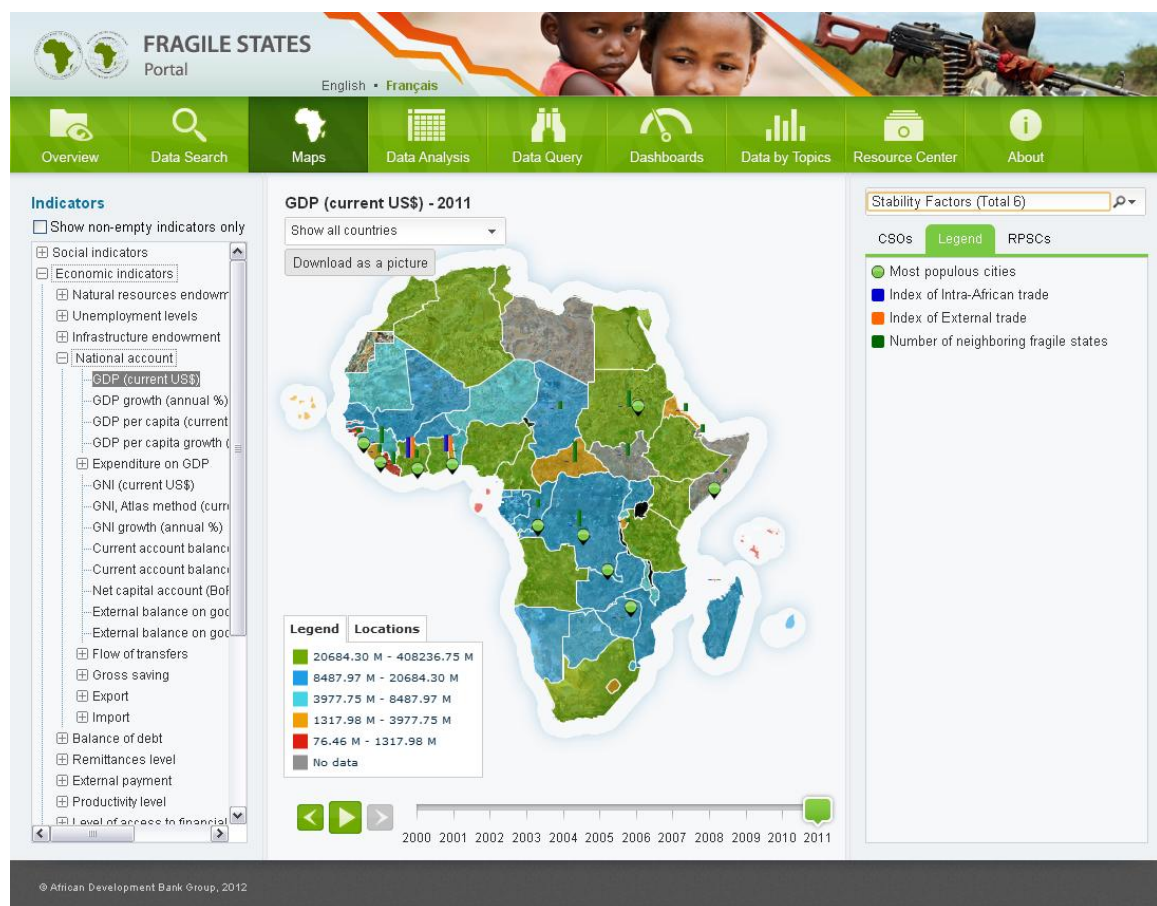 FRAGILE STATES
Portal
English • Français
Overview
Data Search
Maps
Data Analysis
Data Query
Dashboards
Data by Topics
Resource Center
About
Indicators
Show non-empty indicators only
Social indicators
Economic indicators
Natural resources endowm
Unemployment levels
Infrastructure endowment
National account
GDP (current US$)
GDP growth (annual %)
GDP per capita (current
GDP per capita growth (
Expenditure on GDP
GNI (current US$)
GNI, Atlas method (curr
GNI growth (annual %)
Current account balanc
Current account balanc
Net capital account (BoF
External balance on goo
External balance on goo
Flow of transfers
Gross saving
Export
Import
Balance of debt
Remittances level
External payment
Productivity level
Level of access to financial
GDP (current US$) - 2011
Show all countries
Download as a picture
Legend Locations
20684.30 M - 408236.75 M
8487.97 M - 20684.30 M
3977.75 M - 8487.97 M
1317.98 M - 3977.75 M
76.46 M - 1317.98 M
No data
2000 2001 2002 2003 2004 2005 2006 2007 2008 2009 2010 2011
Stability Factors (Total 6)
CSOs Legend RPSCs
Most populous cities
Index of Intra-African trade
Index of External trade
Number of neighboring fragile states
© African Development Bank Group, 2012